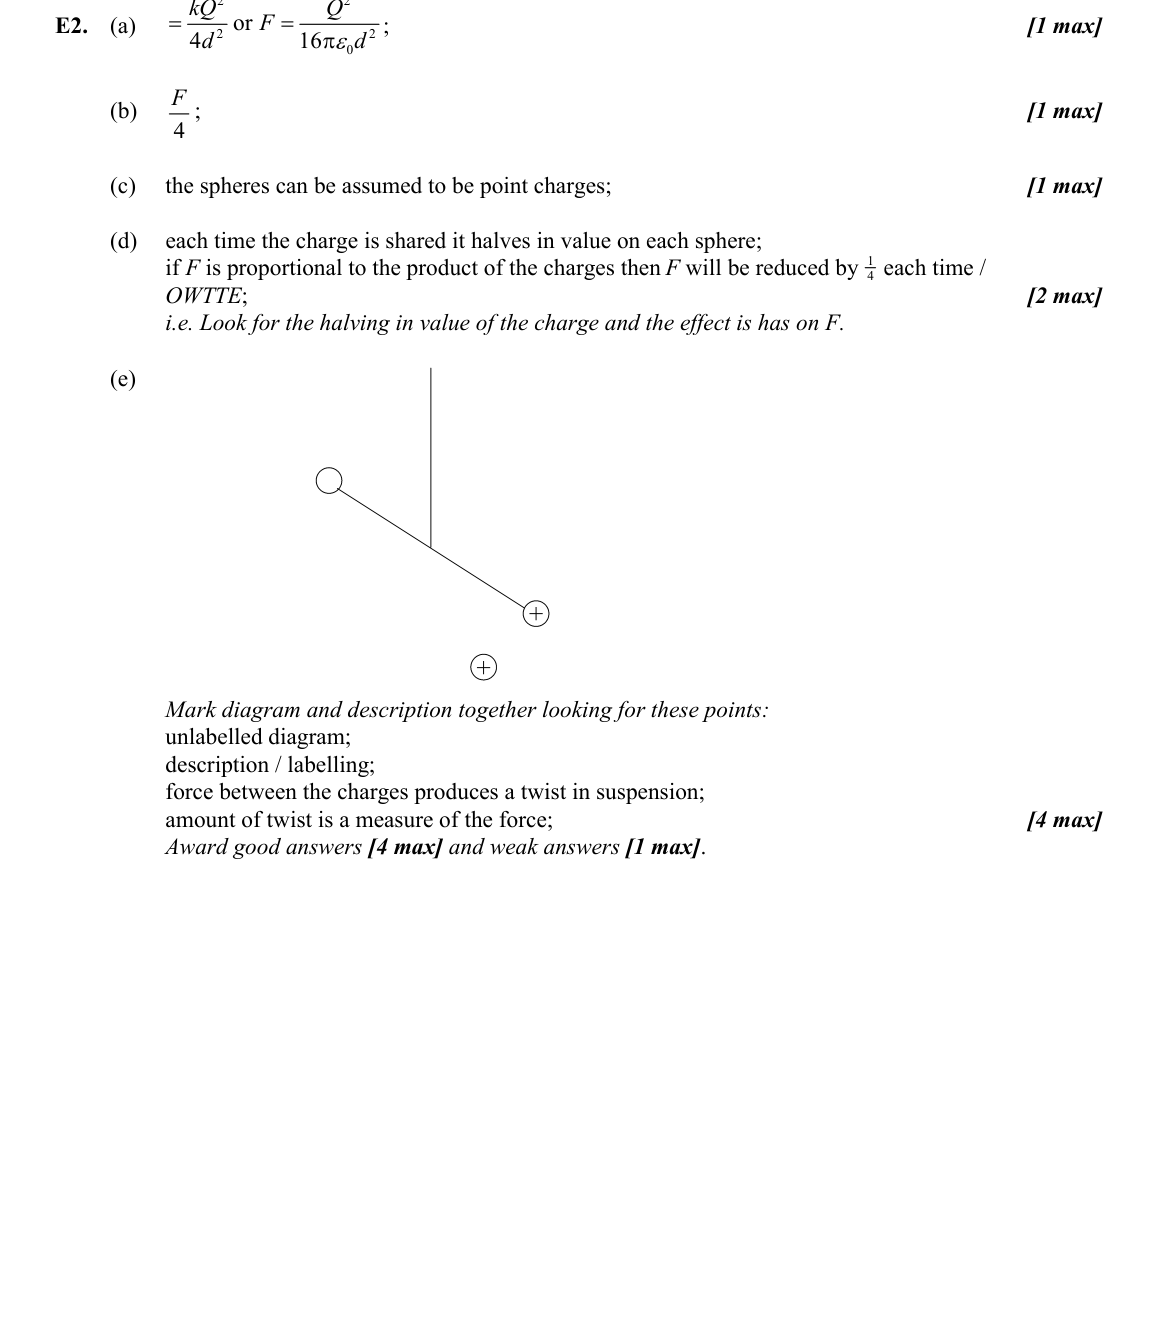 E2. (a) = kQ²/4d² or F = Q²/16πε₀d² ; [1 max]
(b) F/4 ; [1 max]
(c) the spheres can be assumed to be point charges; [1 max]
(d) each time the charge is shared it halves in value on each sphere;
if F is proportional to the product of the charges then F will be reduced by 1/4 each time /
OWTTE; [2 max]
i.e. Look for the halving in value of the charge and the effect is has on F.
(e)
+
+
Mark diagram and description together looking for these points:
unlabelled diagram;
description / labelling;
force between the charges produces a twist in suspension;
amount of twist is a measure of the force; [4 max]
Award good answers [4 max] and weak answers [1 max].